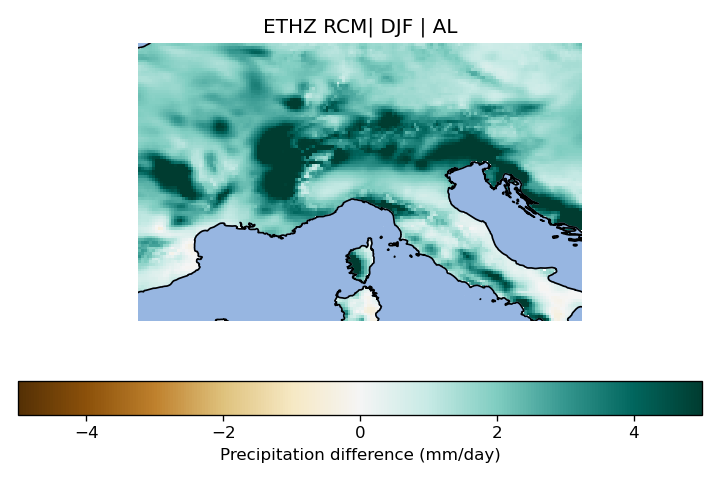 ETHZ RCM| DJF | AL
−4 −2 0 2 4
Precipitation difference (mm/day)